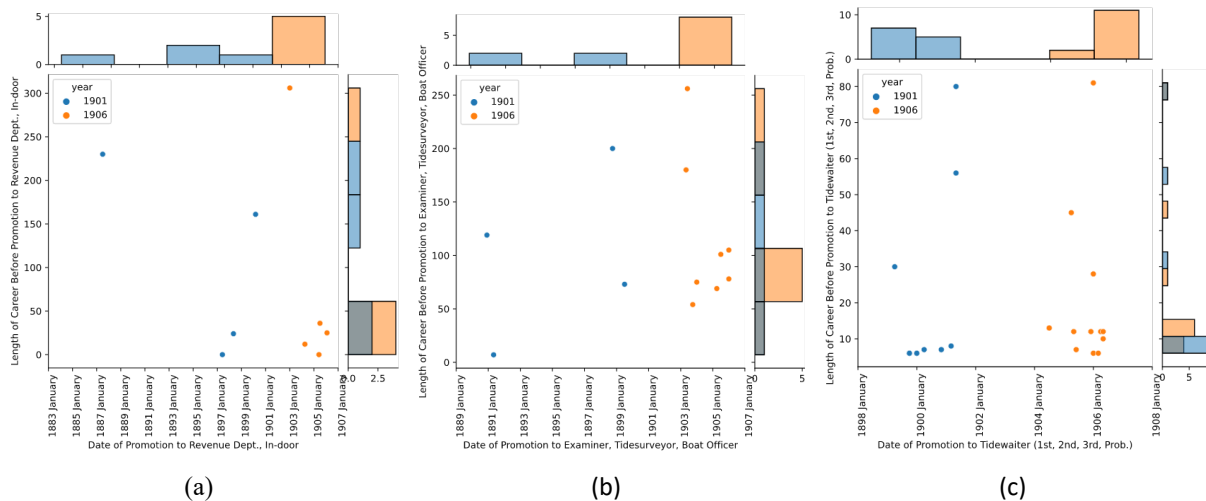 5
0
Length of Career Before Promotion to Revenue Dept., In-door
300
250
200
150
100
50
0
year
1901
1906
0.0
2.5
1883 January
1885 January
1887 January
1889 January
1891 January
1893 January
1895 January
1897 January
1899 January
1901 January
1903 January
1905 January
1907 January
Date of Promotion to Revenue Dept., In-door
(a)
5
0
Length of Career Before Promotion to Examiner, Tidesurveyor, Boat Officer
250
200
150
100
50
0
year
1901
1906
0
5
1889 January
1891 January
1893 January
1895 January
1897 January
1899 January
1901 January
1903 January
1905 January
1907 January
Date of Promotion to Examiner, Tidesurveyor, Boat Officer
(b)
10
5
0
Length of Career Before Promotion to Tidewaiter (1st, 2nd, 3rd, Prob.)
80
70
60
50
40
30
20
10
year
1901
1906
5
1898 January
1900 January
1902 January
1904 January
1906 January
1908 January
Date of Promotion to Tidewaiter (1st, 2nd, 3rd, Prob.)
(c)